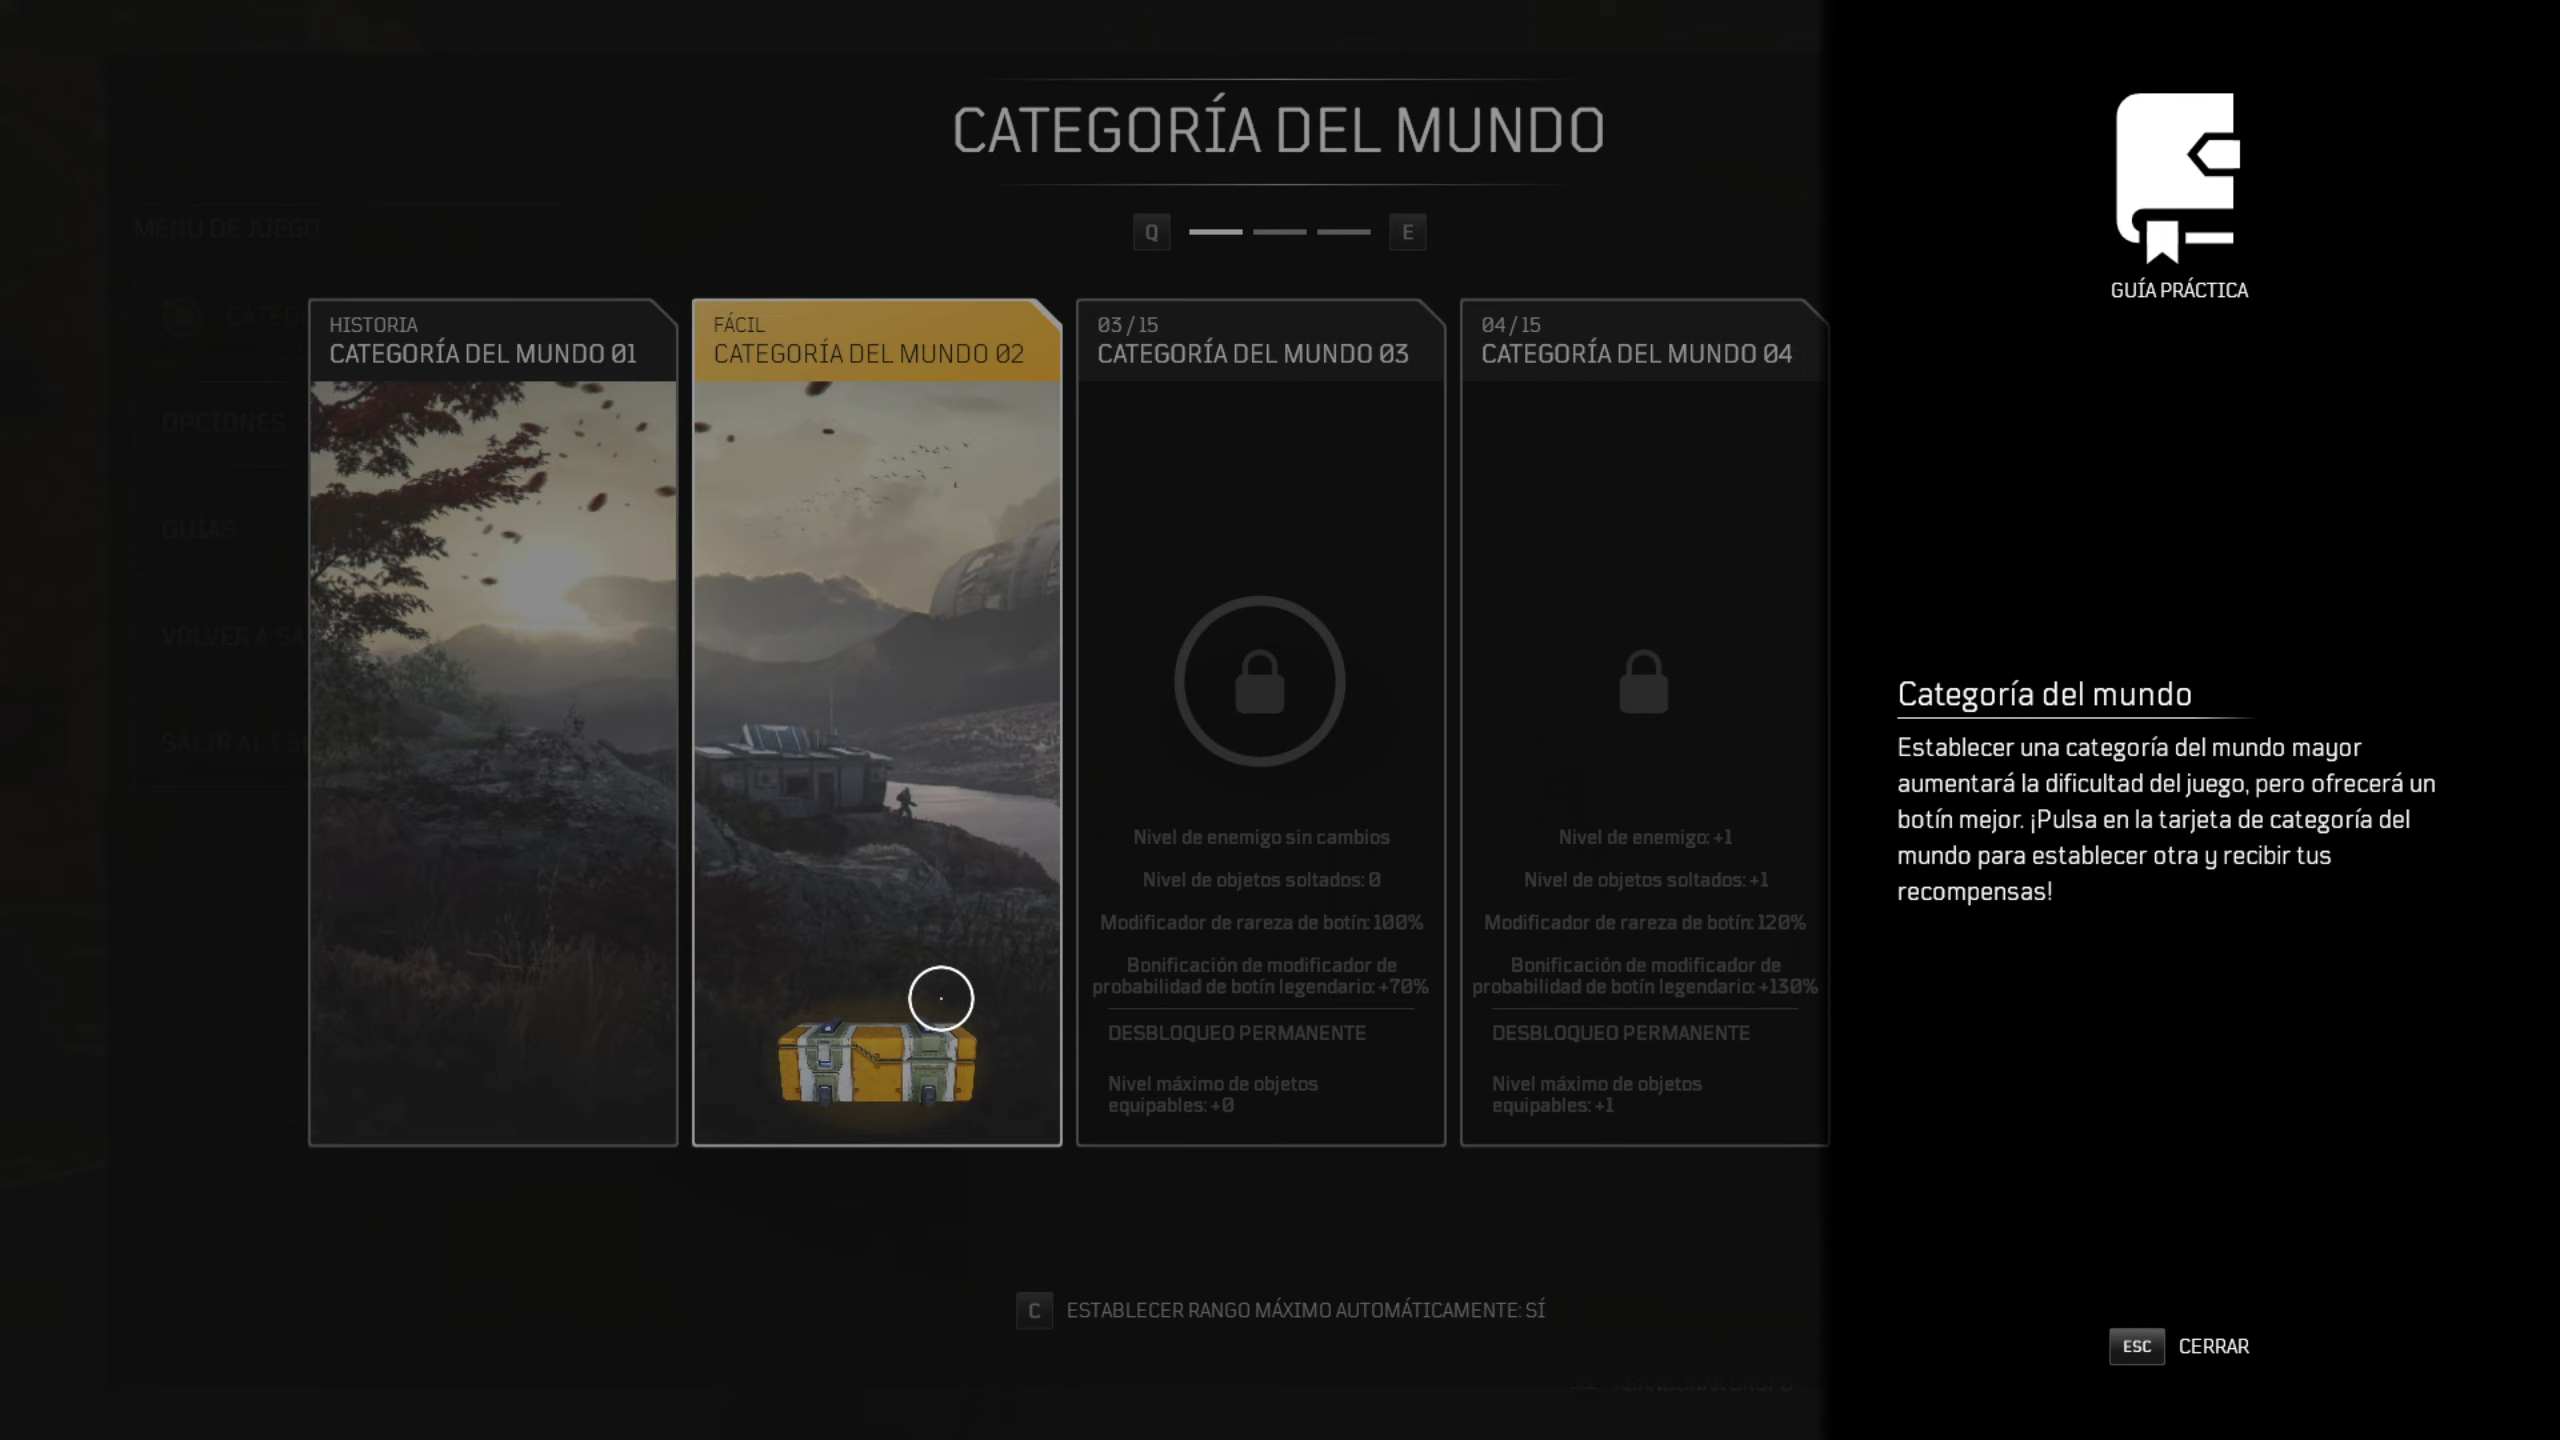 CATEGORÍA DEL MUNDO
Q
E
MENÚ DE JUEGO
OPCIONES
GUÍAS
HISTORIA
CATEGORÍA DEL MUNDO 01
FÁCIL
CATEGORÍA DEL MUNDO 02
03 / 15
CATEGORÍA DEL MUNDO 03
Nivel de enemigo sin cambios
Nivel de objetos soltados: 0
Modificador de rareza de botín: 100%
Bonificación de modificador de
probabilidad de botín legendario: +70%
DESBLOQUEO PERMANENTE
Nivel máximo de objetos
equipables: +0
04 / 15
CATEGORÍA DEL MUNDO 04
Nivel de enemigo: +1
Nivel de objetos soltados: +1
Modificador de rareza de botín: 120%
Bonificación de modificador de
probabilidad de botín legendario: +130%
DESBLOQUEO PERMANENTE
Nivel máximo de objetos
equipables: +1
C ESTABLECER RANGO MÁXIMO AUTOMÁTICAMENTE: SÍ
GUÍA PRÁCTICA
Categoría del mundo
Establecer una categoría del mundo mayor
aumentará la dificultad del juego, pero ofrecerá un
botín mejor. ¡Pulsa en la tarjeta de categoría del
mundo para establecer otra y recibir tus
recompensas!
ESC CERRAR